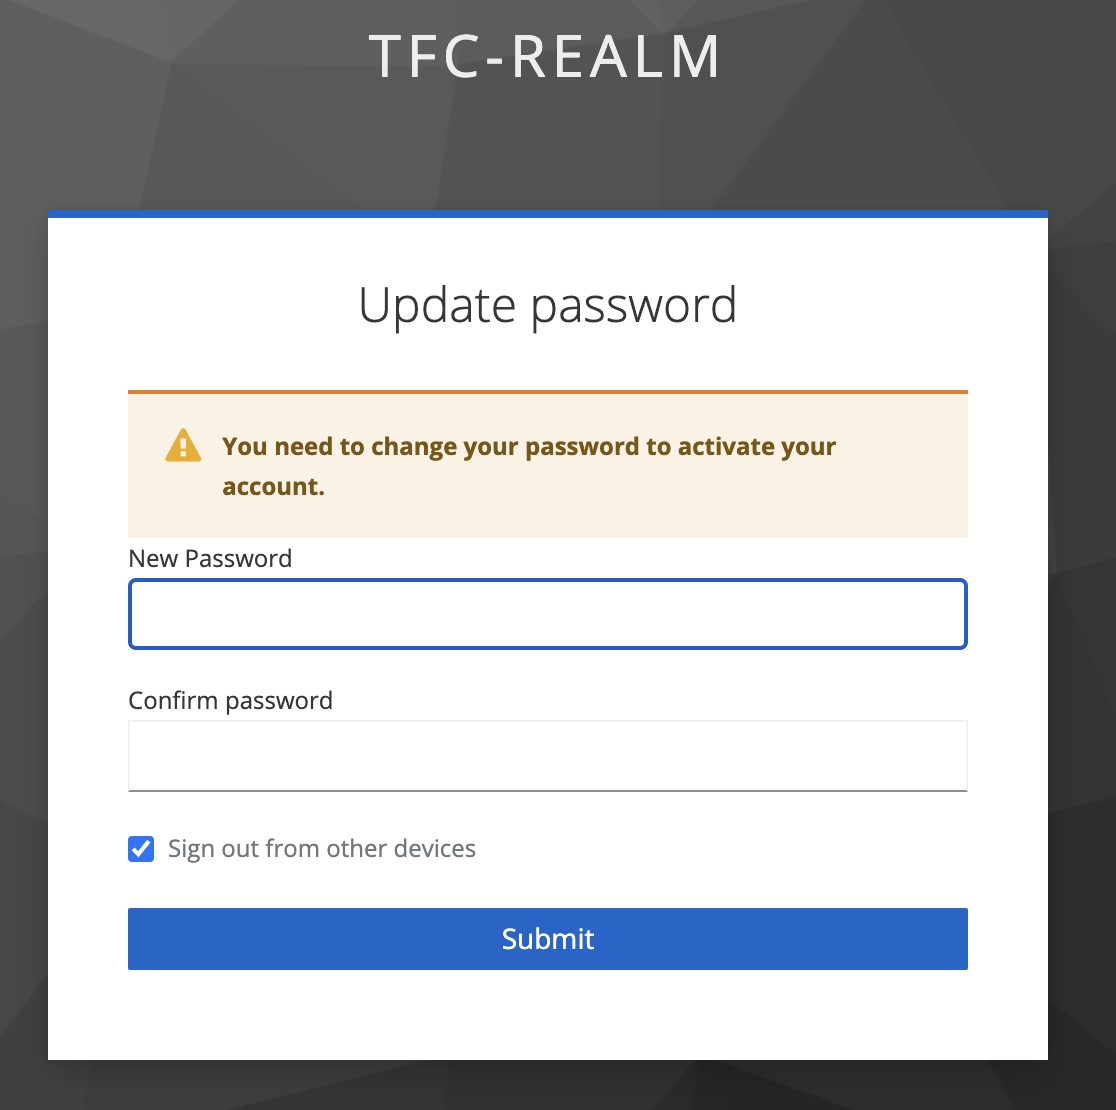 TFC-REALM
Update password
You need to change your password to activate your
account.
New Password
Confirm password
Sign out from other devices
Submit